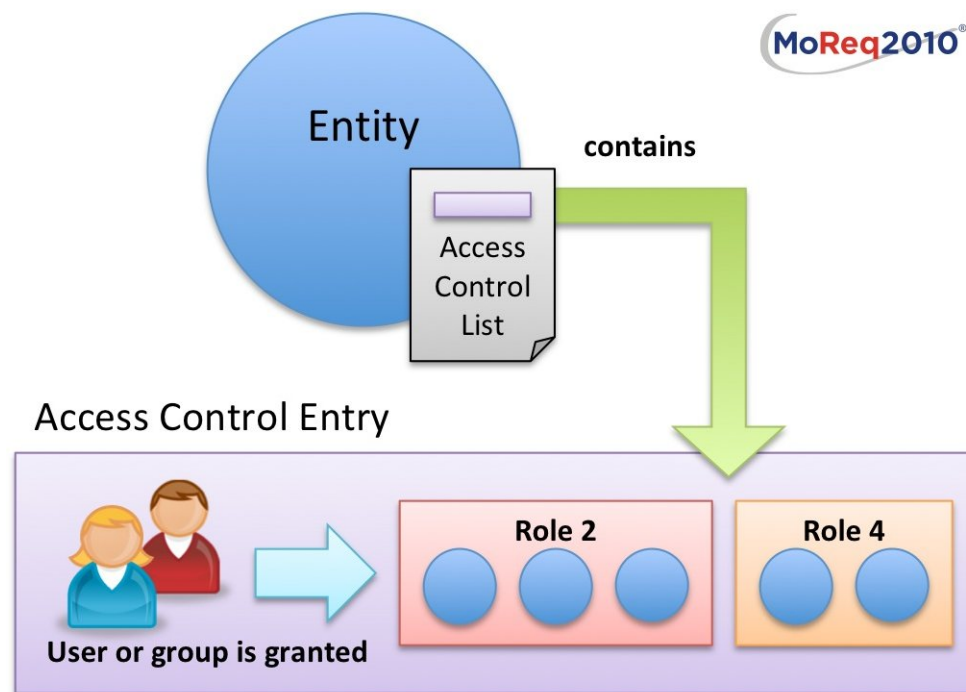 MoReq2010®
Entity
contains
Access
Control
List
Access Control Entry
Role 2
Role 4
User or group is granted